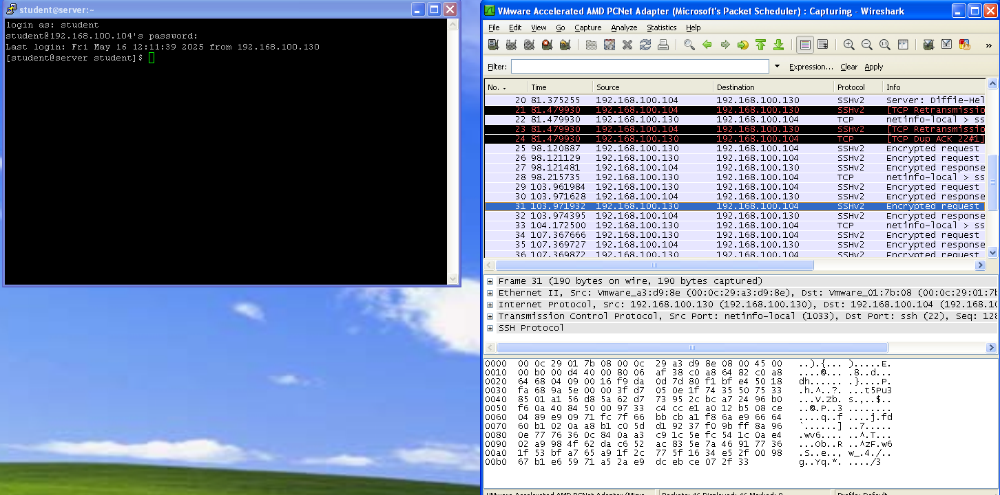 student@server:~
login as: student
student@192.168.100.104's password:
Last login: Fri May 16 12:11:39 2025 from 192.168.100.130
[student@server student]$
VMware Accelerated AMD PCNet Adapter (Microsoft's Packet Scheduler) : Capturing - Wireshark
File Edit View Go Capture Analyze Statistics Help
Filter: Expression... Clear Apply
No. Time Source Destination Protocol Info
20 81.375255 192.168.100.104 192.168.100.130 SSHv2 Server: Diffie-Hel
21 81.479930 192.168.100.104 192.168.100.130 SSHv2 [TCP Retransmissio
22 81.479930 192.168.100.130 192.168.100.104 TCP netinfo-local > ss
23 81.479930 192.168.100.104 192.168.100.130 SSHv2 [TCP Retransmissio
24 81.479930 192.168.100.130 192.168.100.104 TCP [TCP Dup ACK 22#1]
25 98.120887 192.168.100.130 192.168.100.104 SSHv2 Encrypted request
26 98.121129 192.168.100.130 192.168.100.104 SSHv2 Encrypted request
27 98.121481 192.168.100.104 192.168.100.130 SSHv2 Encrypted response
28 98.215735 192.168.100.130 192.168.100.104 TCP netinfo-local > ss
29 103.961984 192.168.100.130 192.168.100.104 SSHv2 Encrypted request
30 103.971628 192.168.100.104 192.168.100.130 SSHv2 Encrypted response
31 103.971932 192.168.100.130 192.168.100.104 SSHv2 Encrypted request
32 103.974395 192.168.100.104 192.168.100.130 SSHv2 Encrypted response
33 104.172500 192.168.100.130 192.168.100.104 TCP netinfo-local > ss
34 107.367666 192.168.100.130 192.168.100.104 SSHv2 Encrypted request
35 107.369727 192.168.100.104 192.168.100.130 SSHv2 Encrypted response
36 107.369872 192.168.100.130 192.168.100.104 SSHv2 Encrypted request
Frame 31 (190 bytes on wire, 190 bytes captured)
Ethernet II, Src: Vmware_a3:d9:8e (00:0c:29:a3:d9:8e), Dst: Vmware_01:7b:08 (00:0c:29:01:7b
Internet Protocol, Src: 192.168.100.130 (192.168.100.130), Dst: 192.168.100.104 (192.168.10
Transmission Control Protocol, Src Port: netinfo-local (1033), Dst Port: ssh (22), Seq: 128
SSH Protocol
0000 00 0c 29 01 7b 08 00 0c 29 a3 d9 8e 08 00 45 00 ..).{... ).....E.
0010 00 b0 00 d4 40 00 80 06 af 38 c0 a8 64 82 c0 a8 ....@... .8..d...
0020 64 68 04 09 00 16 f9 da 0d 7d 80 f1 bf e4 50 18 dh...... .}....P.
0030 fa 68 9a 5e 00 00 3f d7 05 0e 1f 74 35 50 75 33 .h.^..?. ...t5Pu3
0040 85 01 a1 56 d8 5a 62 d7 73 95 2c bc a7 24 96 b0 ...V.Zb. s.,..$..
0050 f6 0a 40 84 50 00 97 33 c4 cc e1 a0 12 b5 08 ce ..@.P..3 ........
0060 04 89 e9 09 71 fc 7f 66 bb cb a1 f8 6a e9 66 64 ....q..f ....j.fd
0070 60 b1 02 0a a8 b1 c0 5d d1 92 37 f0 9b ff 8a 96 `......] ..7.....
0080 0e 77 76 36 0c 84 0a a3 c9 1c 5e fc 54 1c 0a e4 .wv6.... ..^.T...
0090 02 a9 98 4f 62 da c6 52 ac 83 5e 7a 46 91 77 36 ...Ob..R ..^zF.w6
00a0 1f 53 bf a7 65 a9 1f 2c 77 5f 16 34 e5 2f 00 98 .S..e.., w_.4./..
00b0 67 b1 e6 59 71 a5 2a e9 dc eb ce 07 2f 33 g..Yq.*. ..../3